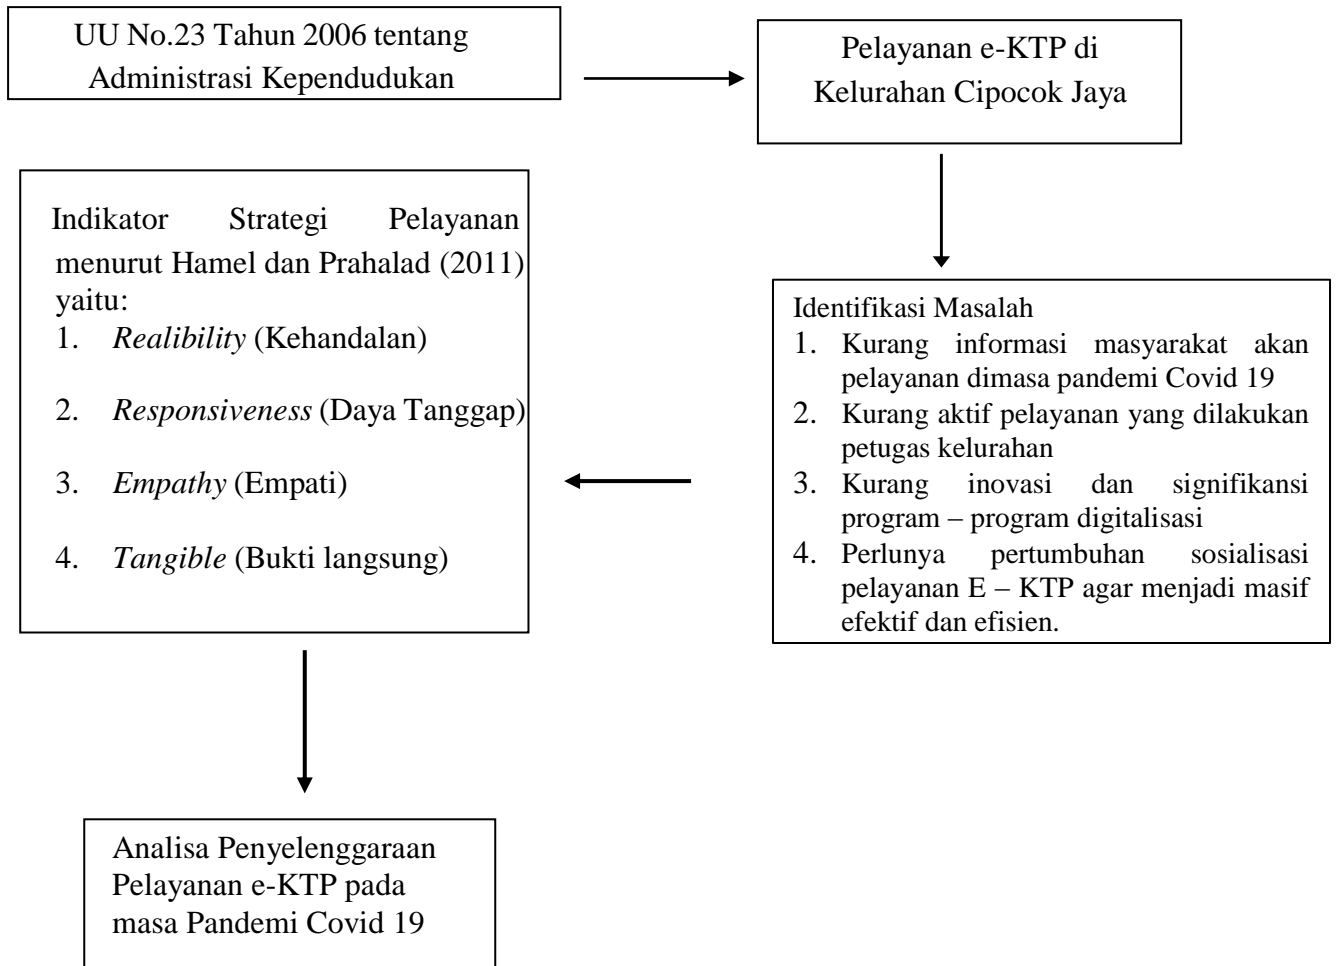 UU No.23 Tahun 2006 tentang
Administrasi Kependudukan
Pelayanan e-KTP di
Kelurahan Cipocok Jaya
Identifikasi Masalah
1. Kurang informasi masyarakat akan
pelayanan dimasa pandemi Covid 19
2. Kurang aktif pelayanan yang dilakukan
petugas kelurahan
3. Kurang inovasi dan signifikansi
program – program digitalisasi
4. Perlunya pertumbuhan sosialisasi
pelayanan E – KTP agar menjadi masif
efektif dan efisien.
Indikator Strategi Pelayanan
menurut Hamel dan Prahalad (2011)
yaitu:
1. Realibility (Kehandalan)
2. Responsiveness (Daya Tanggap)
3. Empathy (Empati)
4. Tangible (Bukti langsung)
Analisa Penyelenggaraan
Pelayanan e-KTP pada
masa Pandemi Covid 19